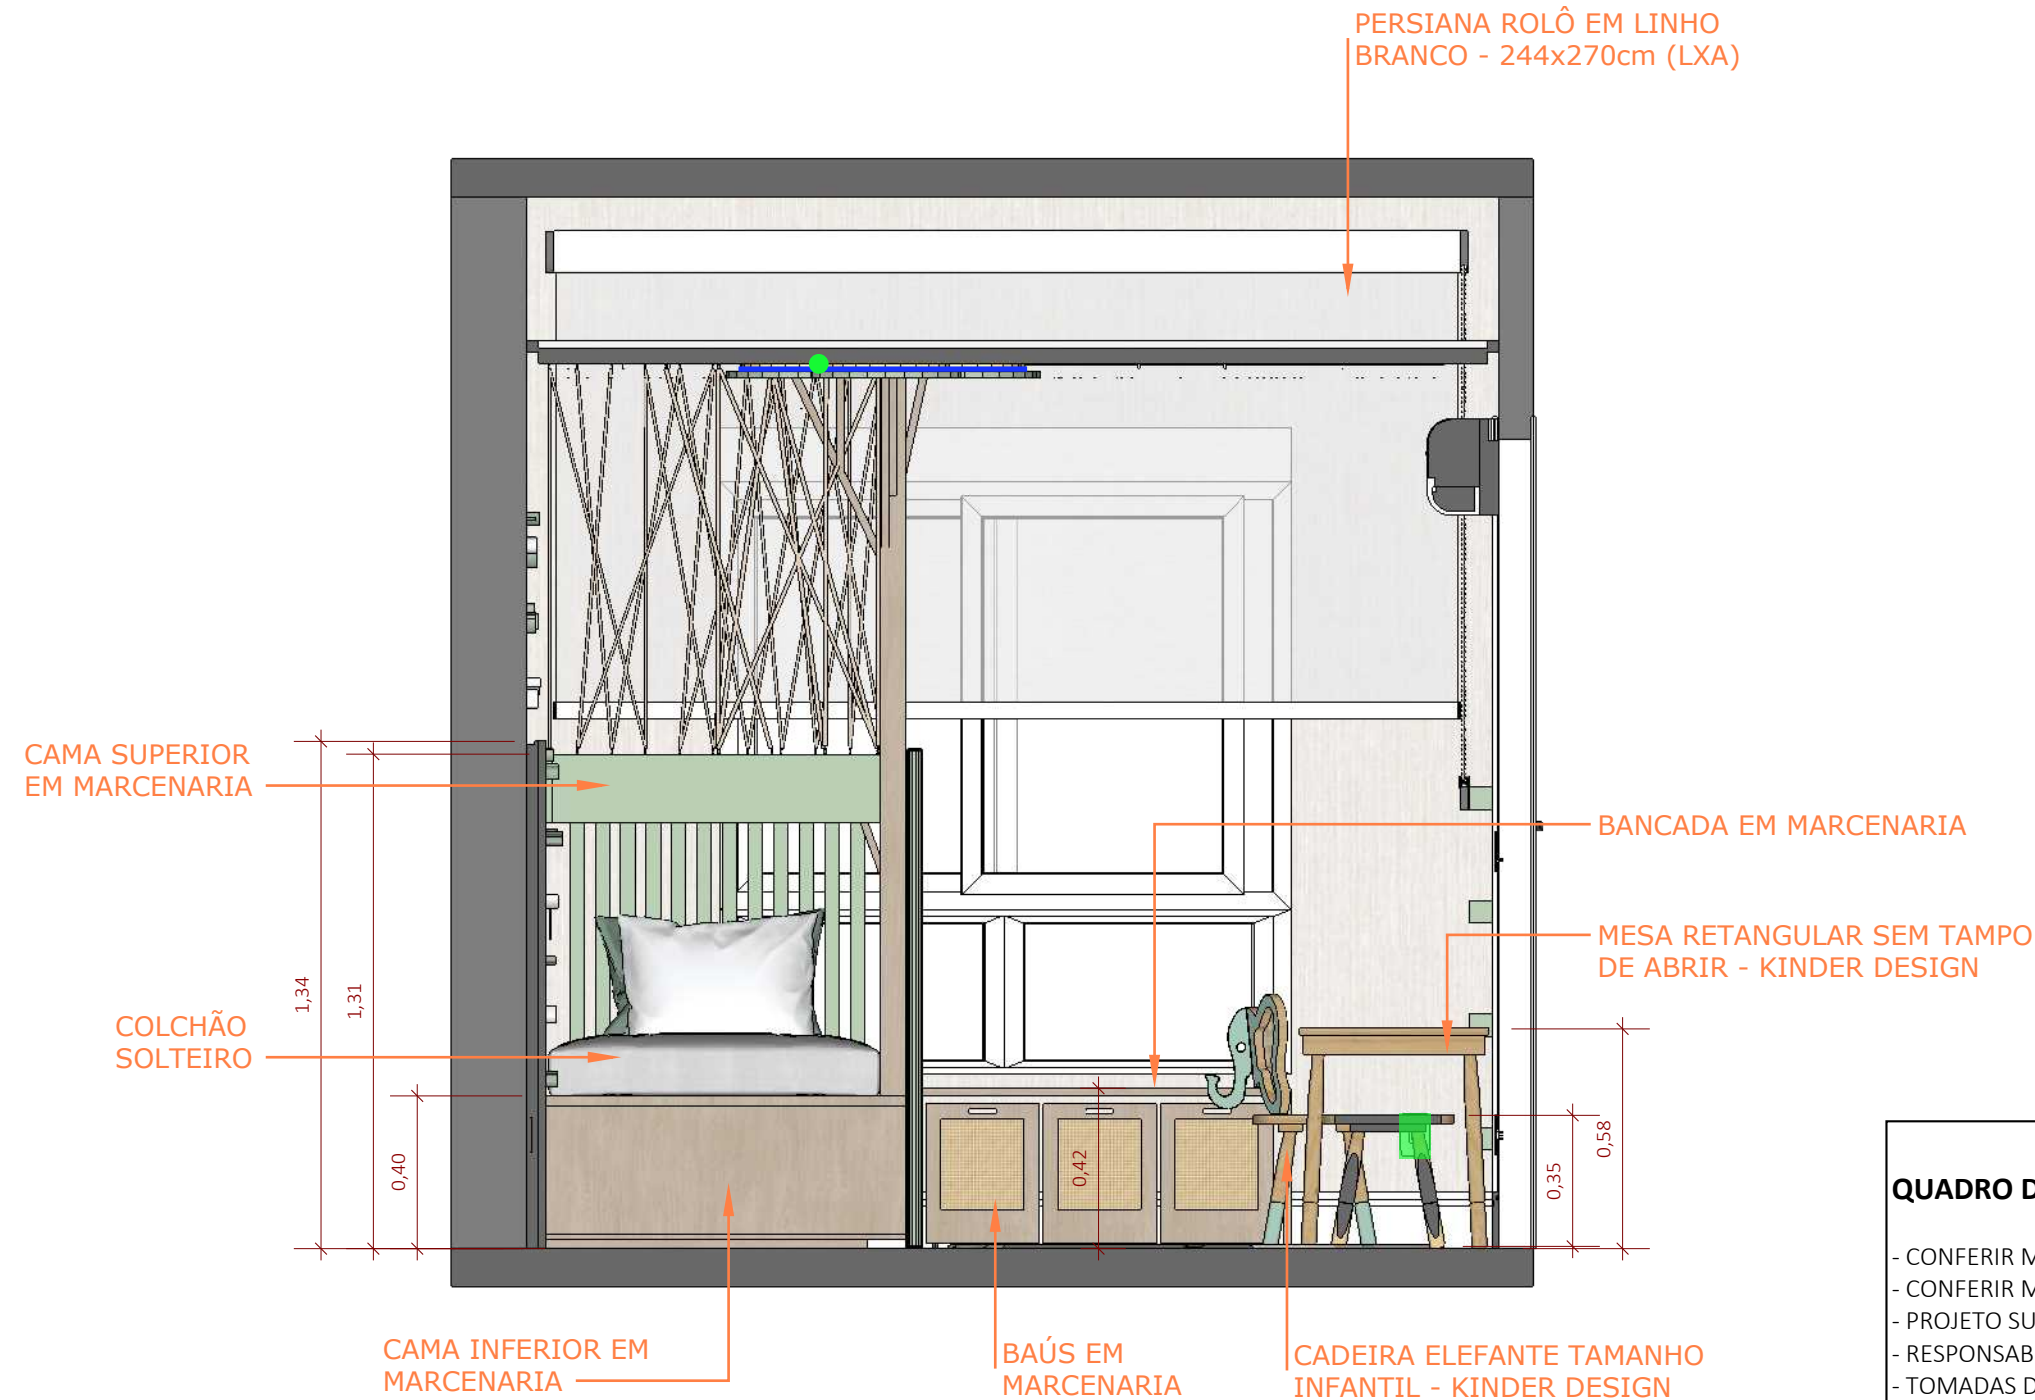 PERSIANA ROLÔ EM LINHO
BRANCO - 244x270cm (LXA)
CAMA SUPERIOR
EM MARCENARIA
BANCADA EM MARCENARIA
MESA RETANGULAR SEM TAMPO
DE ABRIR - KINDER DESIGN
1,34
1,31
COLCHÃO
SOLTEIRO
0,40
0,42
0,35
0,58
QUADRO D
- CONFERIR M
- CONFERIR M
- PROJETO SU
- RESPONSAB
- TOMADAS D
CAMA INFERIOR EM
MARCENARIA
BAÚS EM
MARCENARIA
CADEIRA ELEFANTE TAMANHO
INFANTIL - KINDER DESIGN